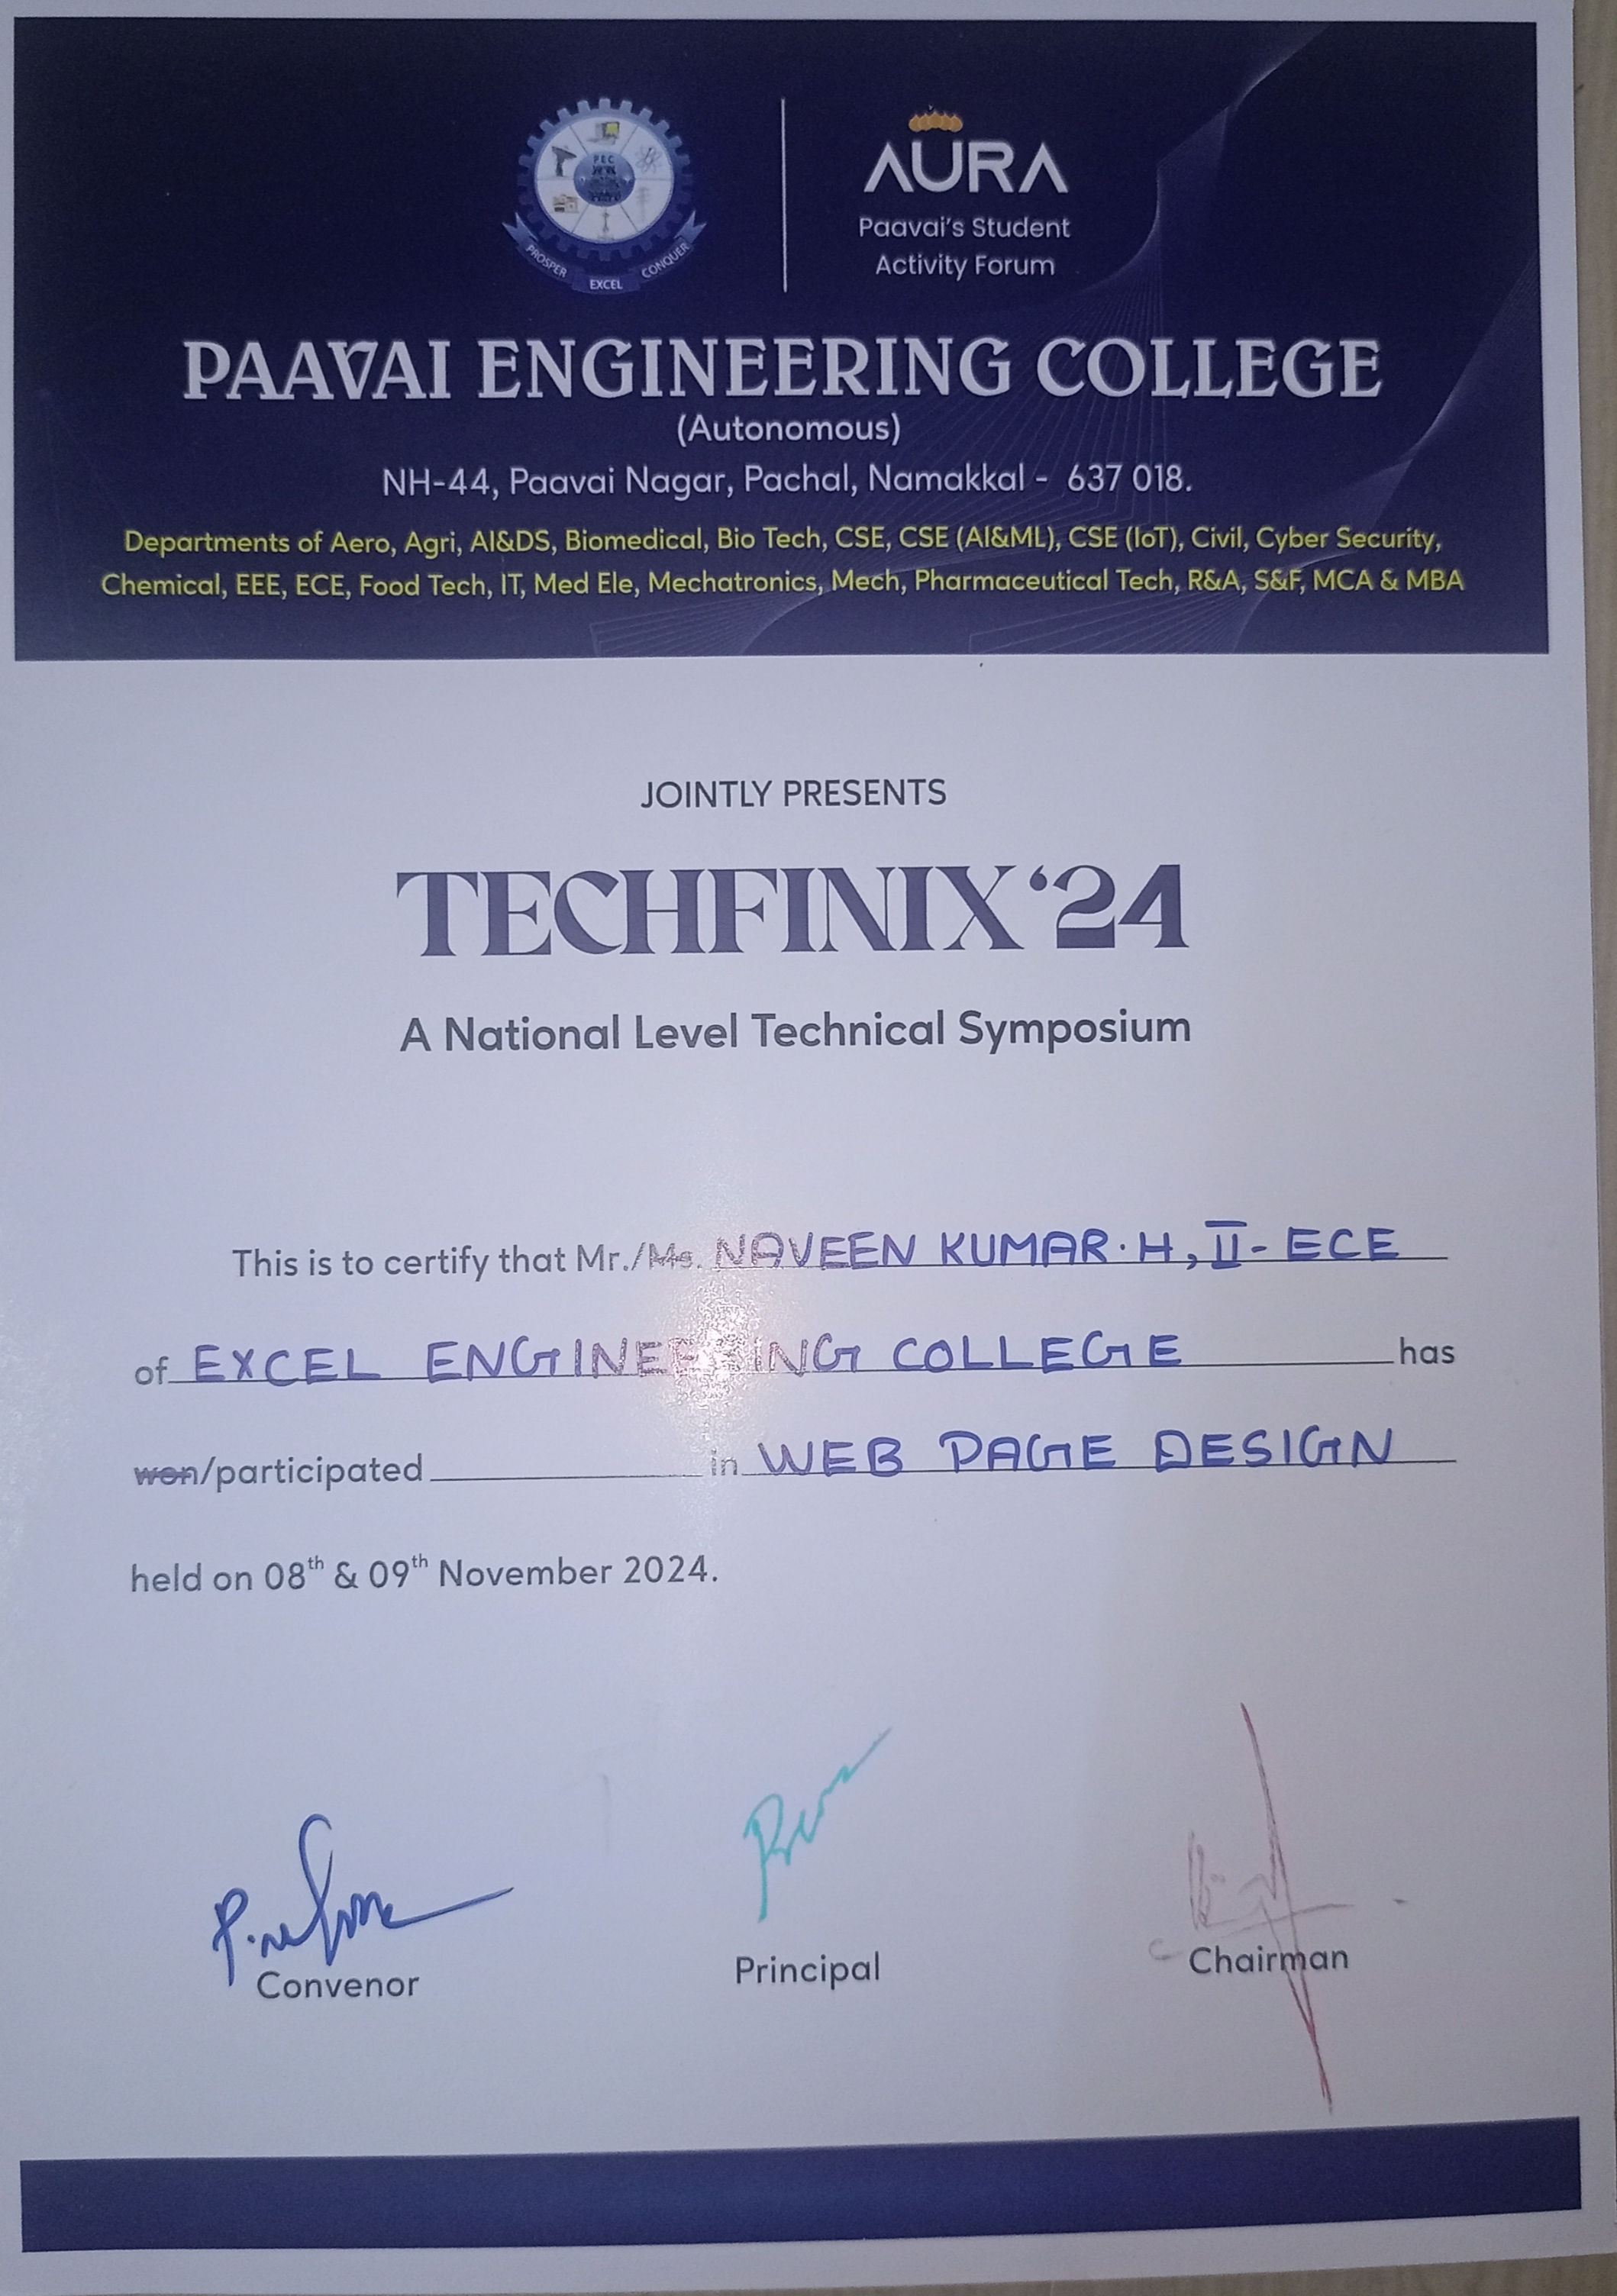 PEC
PROSPER EXCEL CONQUER
AURA
Paavai's Student
Activity Forum
PAAVAI ENGINEERING COLLEGE
(Autonomous)
NH-44, Paavai Nagar, Pachal, Namakkal - 637 018.
Departments of Aero, Agri, AI&DS, Biomedical, Bio Tech, CSE, CSE (AI&ML), CSE (IoT), Civil, Cyber Security,
Chemical, EEE, ECE, Food Tech, IT, Med Ele, Mechatronics, Mech, Pharmaceutical Tech, R&A, S&F, MCA & MBA
JOINTLY PRESENTS
TECHFINIX ‘24
A National Level Technical Symposium
This is to certify that Mr./Ms. NAVEEN KUMAR.H, II - ECE
of EXCEL ENGINEERING COLLEGE has
won/participated in WEB PAGE DESIGN
held on 08th & 09th November 2024.
Convenor
Principal
Chairman